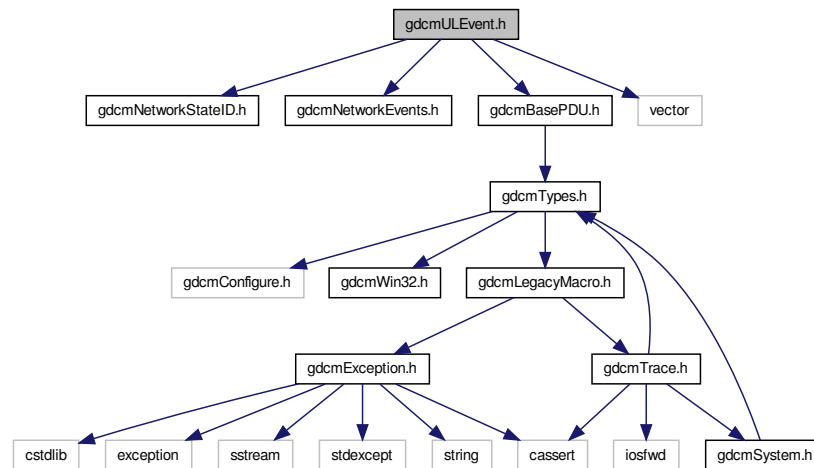 gdcmULEvent.h
gdcmNetworkStateID.h
gdcmNetworkEvents.h
gdcmBasePDU.h
vector
gdcmTypes.h
gdcmConfigure.h
gdcmWin32.h
gdcmLegacyMacro.h
gdcmException.h
gdcmTrace.h
cstdlib
exception
sstream
stdexcept
string
cassert
iosfwd
gdcmSystem.h